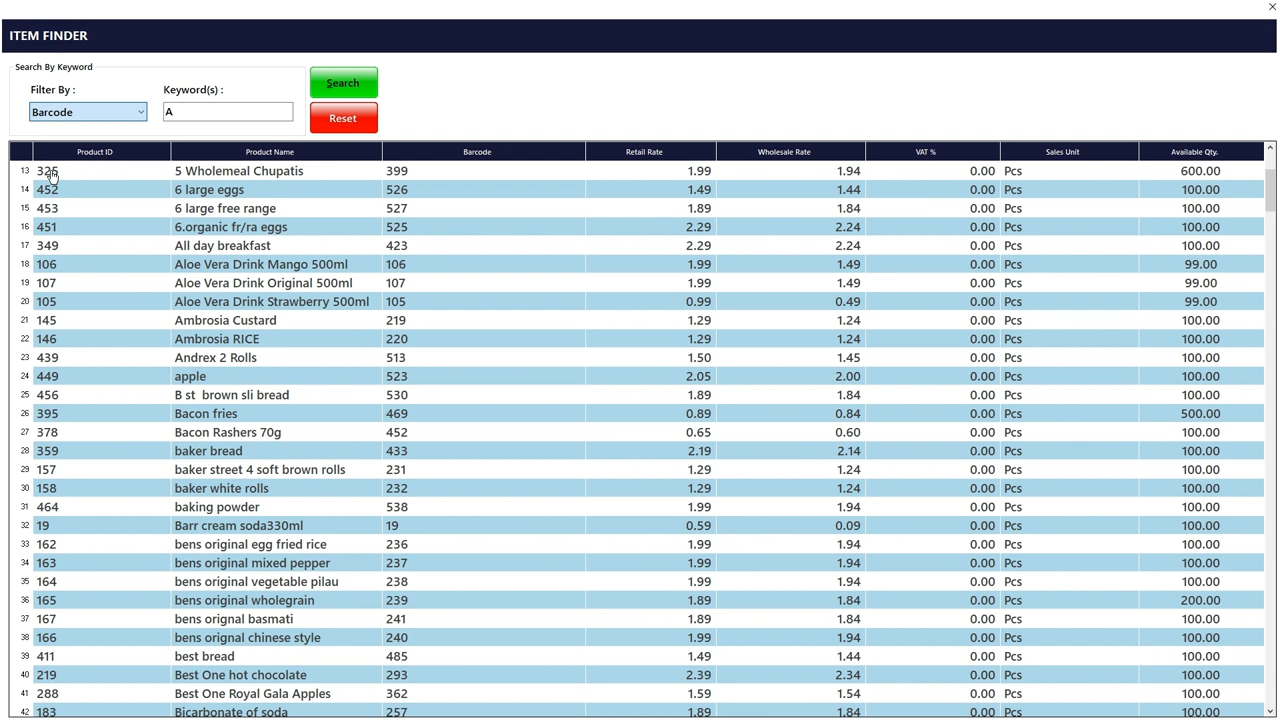 ITEM FINDER
Search By Keyword
Filter By :
Keyword(s) :
Search
Barcode
A
Reset
Product ID Product Name Barcode Retail Rate Wholesale Rate VAT % Sales Unit Available Qty.
13 325 5 Wholemeal Chupatis 399 1.99 1.94 0.00 Pcs 600.00
14 452 6 large eggs 526 1.49 1.44 0.00 Pcs 100.00
15 453 6 large free range 527 1.89 1.84 0.00 Pcs 100.00
16 451 6.organic fr/ra eggs 525 2.29 2.24 0.00 Pcs 100.00
17 349 All day breakfast 423 2.29 2.24 0.00 Pcs 100.00
18 106 Aloe Vera Drink Mango 500ml 106 1.99 1.49 0.00 Pcs 99.00
19 107 Aloe Vera Drink Original 500ml 107 1.99 1.49 0.00 Pcs 99.00
20 105 Aloe Vera Drink Strawberry 500ml 105 0.99 0.49 0.00 Pcs 99.00
21 145 Ambrosia Custard 219 1.29 1.24 0.00 Pcs 100.00
22 146 Ambrosia RICE 220 1.29 1.24 0.00 Pcs 100.00
23 439 Andrex 2 Rolls 513 1.50 1.45 0.00 Pcs 100.00
24 449 apple 523 2.05 2.00 0.00 Pcs 100.00
25 456 B st brown sli bread 530 1.89 1.84 0.00 Pcs 100.00
26 395 Bacon fries 469 0.89 0.84 0.00 Pcs 500.00
27 378 Bacon Rashers 70g 452 0.65 0.60 0.00 Pcs 100.00
28 359 baker bread 433 2.19 2.14 0.00 Pcs 100.00
29 157 baker street 4 soft brown rolls 231 1.29 1.24 0.00 Pcs 100.00
30 158 baker white rolls 232 1.29 1.24 0.00 Pcs 100.00
31 464 baking powder 538 1.99 1.94 0.00 Pcs 100.00
32 19 Barr cream soda330ml 19 0.59 0.09 0.00 Pcs 100.00
33 162 bens original egg fried rice 236 1.99 1.94 0.00 Pcs 100.00
34 163 bens original mixed pepper 237 1.99 1.94 0.00 Pcs 100.00
35 164 bens original vegetable pilau 238 1.99 1.94 0.00 Pcs 100.00
36 165 bens original wholegrain 239 1.89 1.84 0.00 Pcs 200.00
37 167 bens orignal basmati 241 1.89 1.84 0.00 Pcs 100.00
38 166 bens orignal chinese style 240 1.99 1.94 0.00 Pcs 100.00
39 411 best bread 485 1.49 1.44 0.00 Pcs 100.00
40 219 Best One hot chocolate 293 2.39 2.34 0.00 Pcs 100.00
41 288 Best One Royal Gala Apples 362 1.59 1.54 0.00 Pcs 100.00
42 183 Bicarbonate of soda 257 1.89 1.84 0.00 Pcs 100.00